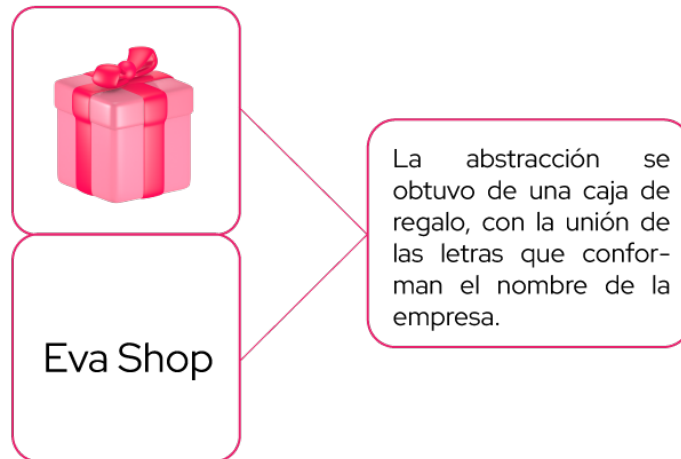 Eva Shop
La abstracción se
obtuvo de una caja de
regalo, con la unión de
las letras que confor-
man el nombre de la
empresa.